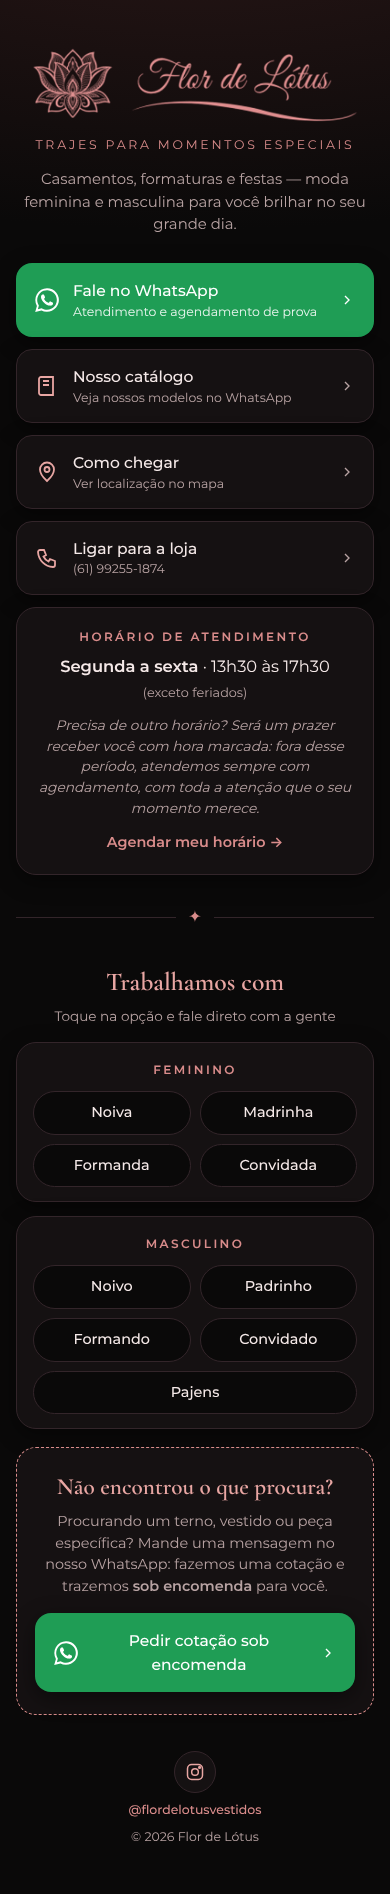 Flor de Lótus
TRAJES PARA MOMENTOS ESPECIAIS
Casamentos, formaturas e festas — moda
feminina e masculina para você brilhar no seu
grande dia.
Fale no WhatsApp
Atendimento e agendamento de prova
Nosso catálogo
Veja nossos modelos no WhatsApp
Como chegar
Ver localização no mapa
Ligar para a loja
(61) 99255-1874
HORÁRIO DE ATENDIMENTO
Segunda a sexta · 13h30 às 17h30
(exceto feriados)
Precisa de outro horário? Será um prazer
receber você com hora marcada: fora desse
período, atendemos sempre com
agendamento, com toda a atenção que o seu
momento merece.
Agendar meu horário →
Trabalhamos com
Toque na opção e fale direto com a gente
FEMININO
Noiva
Madrinha
Formanda
Convidada
MASCULINO
Noivo
Padrinho
Formando
Convidado
Pajens
Não encontrou o que procura?
Procurando um terno, vestido ou peça
específica? Mande uma mensagem no
nosso WhatsApp: fazemos uma cotação e
trazemos sob encomenda para você.
Pedir cotação sob
encomenda
@flordelotusvestidos
© 2026 Flor de Lótus